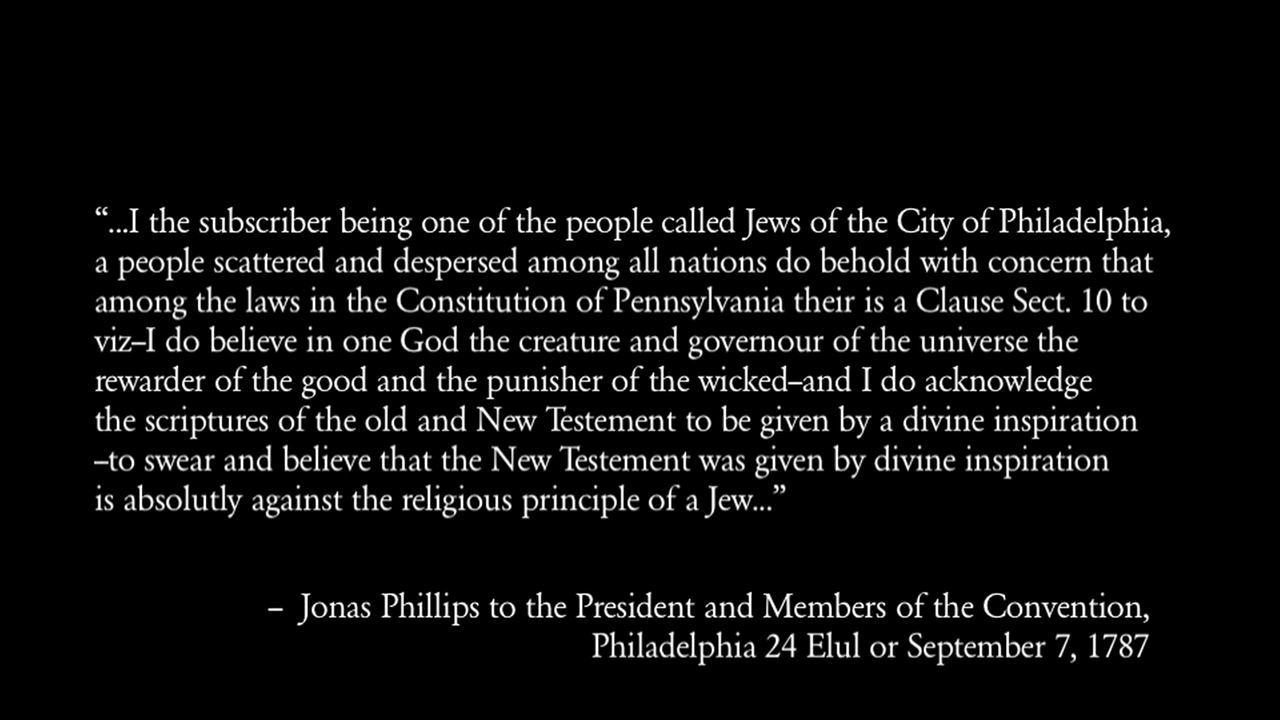 “...I the subscriber being one of the people called Jews of the City of Philadelphia,
a people scattered and despersed among all nations do behold with concern that
among the laws in the Constitution of Pennsylvania their is a Clause Sect. 10 to
viz–I do believe in one God the creature and governour of the universe the
rewarder of the good and the punisher of the wicked–and I do acknowledge
the scriptures of the old and New Testement to be given by a divine inspiration
–to swear and believe that the New Testement was given by divine inspiration
is absolutly against the religious principle of a Jew...”
– Jonas Phillips to the President and Members of the Convention,
Philadelphia 24 Elul or September 7, 1787